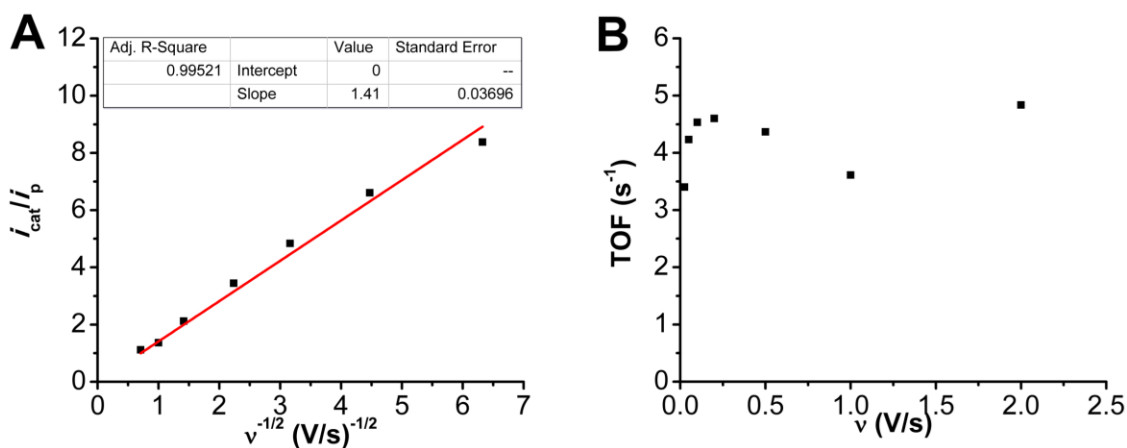 A
Adj. R-Square Value Standard Error
0.99521 Intercept 0 --
Slope 1.41 0.03696
12
10
8
6
4
2
0
i_cat/i_p
0 1 2 3 4 5 6 7
ν^-1/2 (V/s)^-1/2
B
6
5
4
3
2
1
0
TOF (s^-1)
0.0 0.5 1.0 1.5 2.0 2.5
ν (V/s)